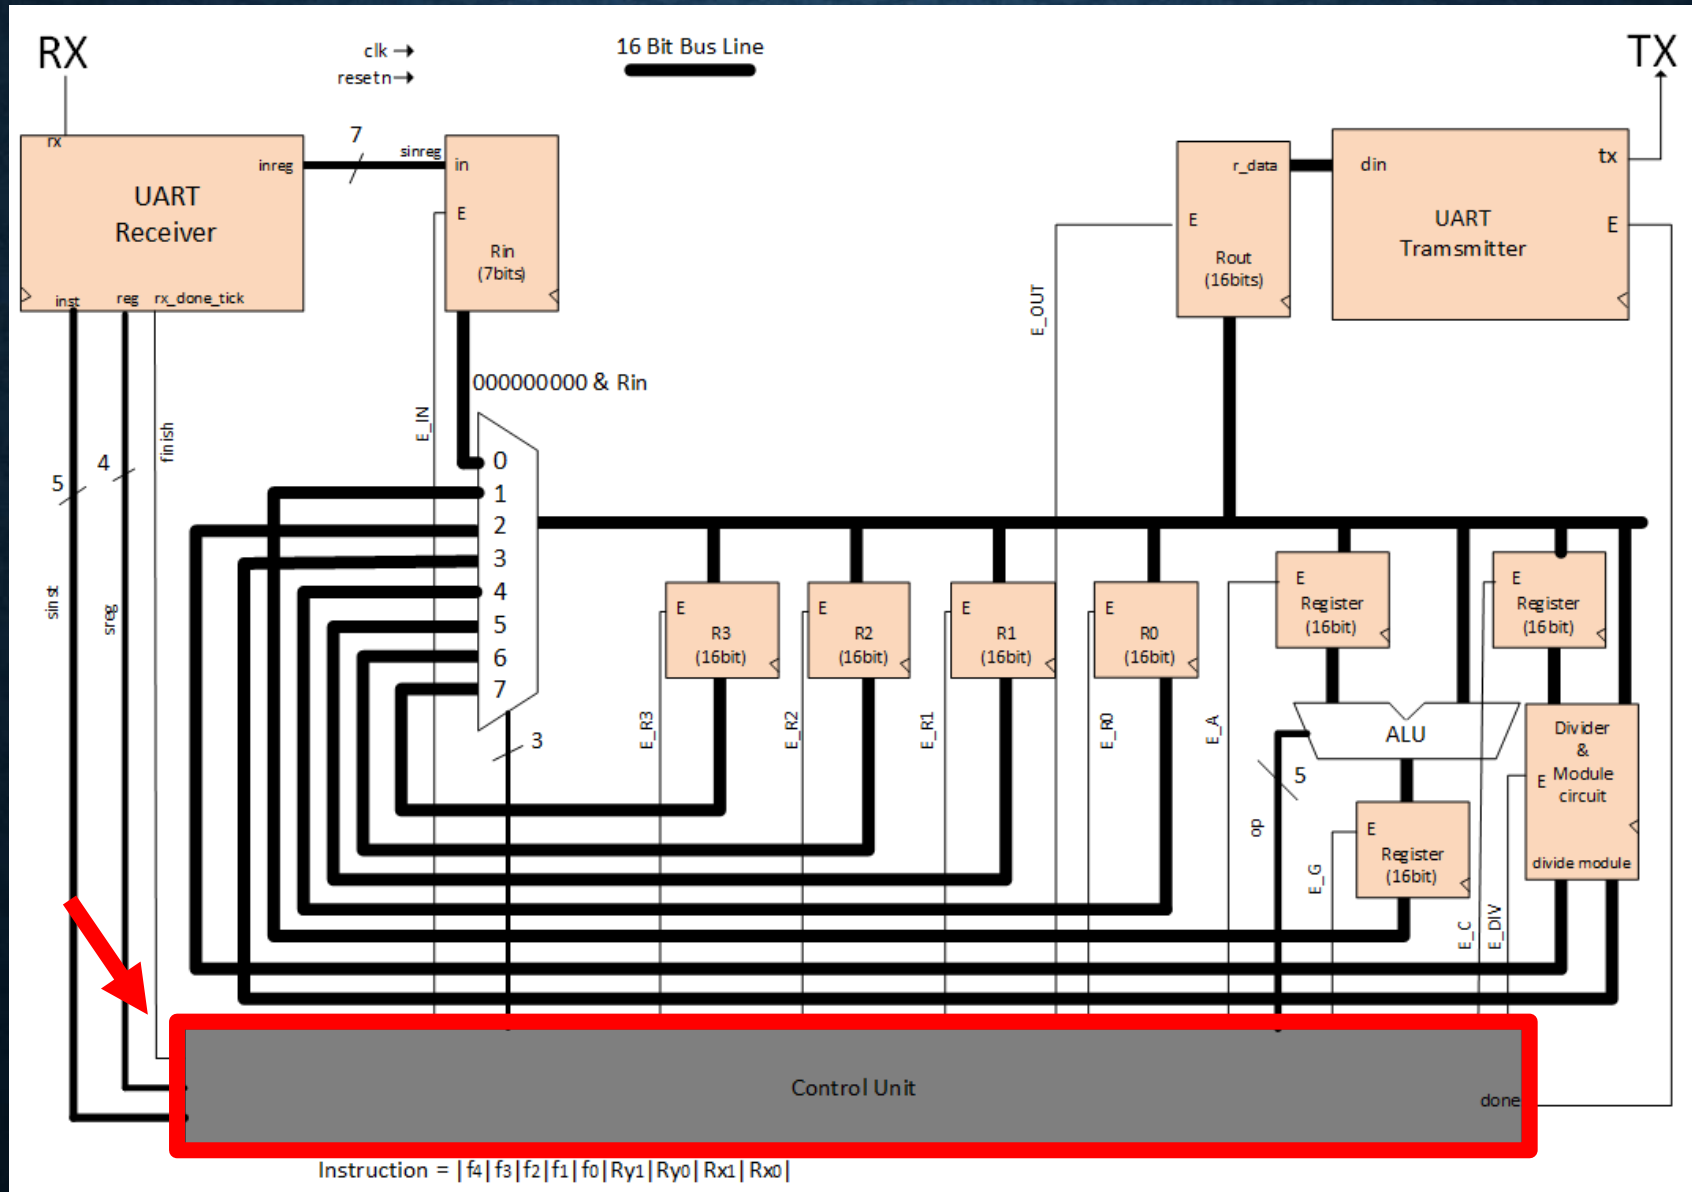 RX
clk
resetn
16 Bit Bus Line
TX
rx
inreg
UART
Receiver
inst
reg
rx_done_tick
7
sinreg
in
E
Rin
(7bits)
r_data
E
Rout
(16bits)
din
tx
UART
Tramsmitter
E
E_OUT
000000000 & Rin
E_IN
finish
4
5
sinst
sreg
0
1
2
3
4
5
6
7
3
E
R3
(16bit)
E
R2
(16bit)
E
R1
(16bit)
E
R0
(16bit)
E
Register
(16bit)
E
Register
(16bit)
E_R3
E_R2
E_R1
E_R0
E_A
ALU
5
op
Divider
&
E Module
circuit
divide module
E
Register
(16bit)
E_G
E_C
E_DIV
Control Unit
done
Instruction = |f4|f3|f2|f1|f0|Ry1|Ry0|Rx1|Rx0|